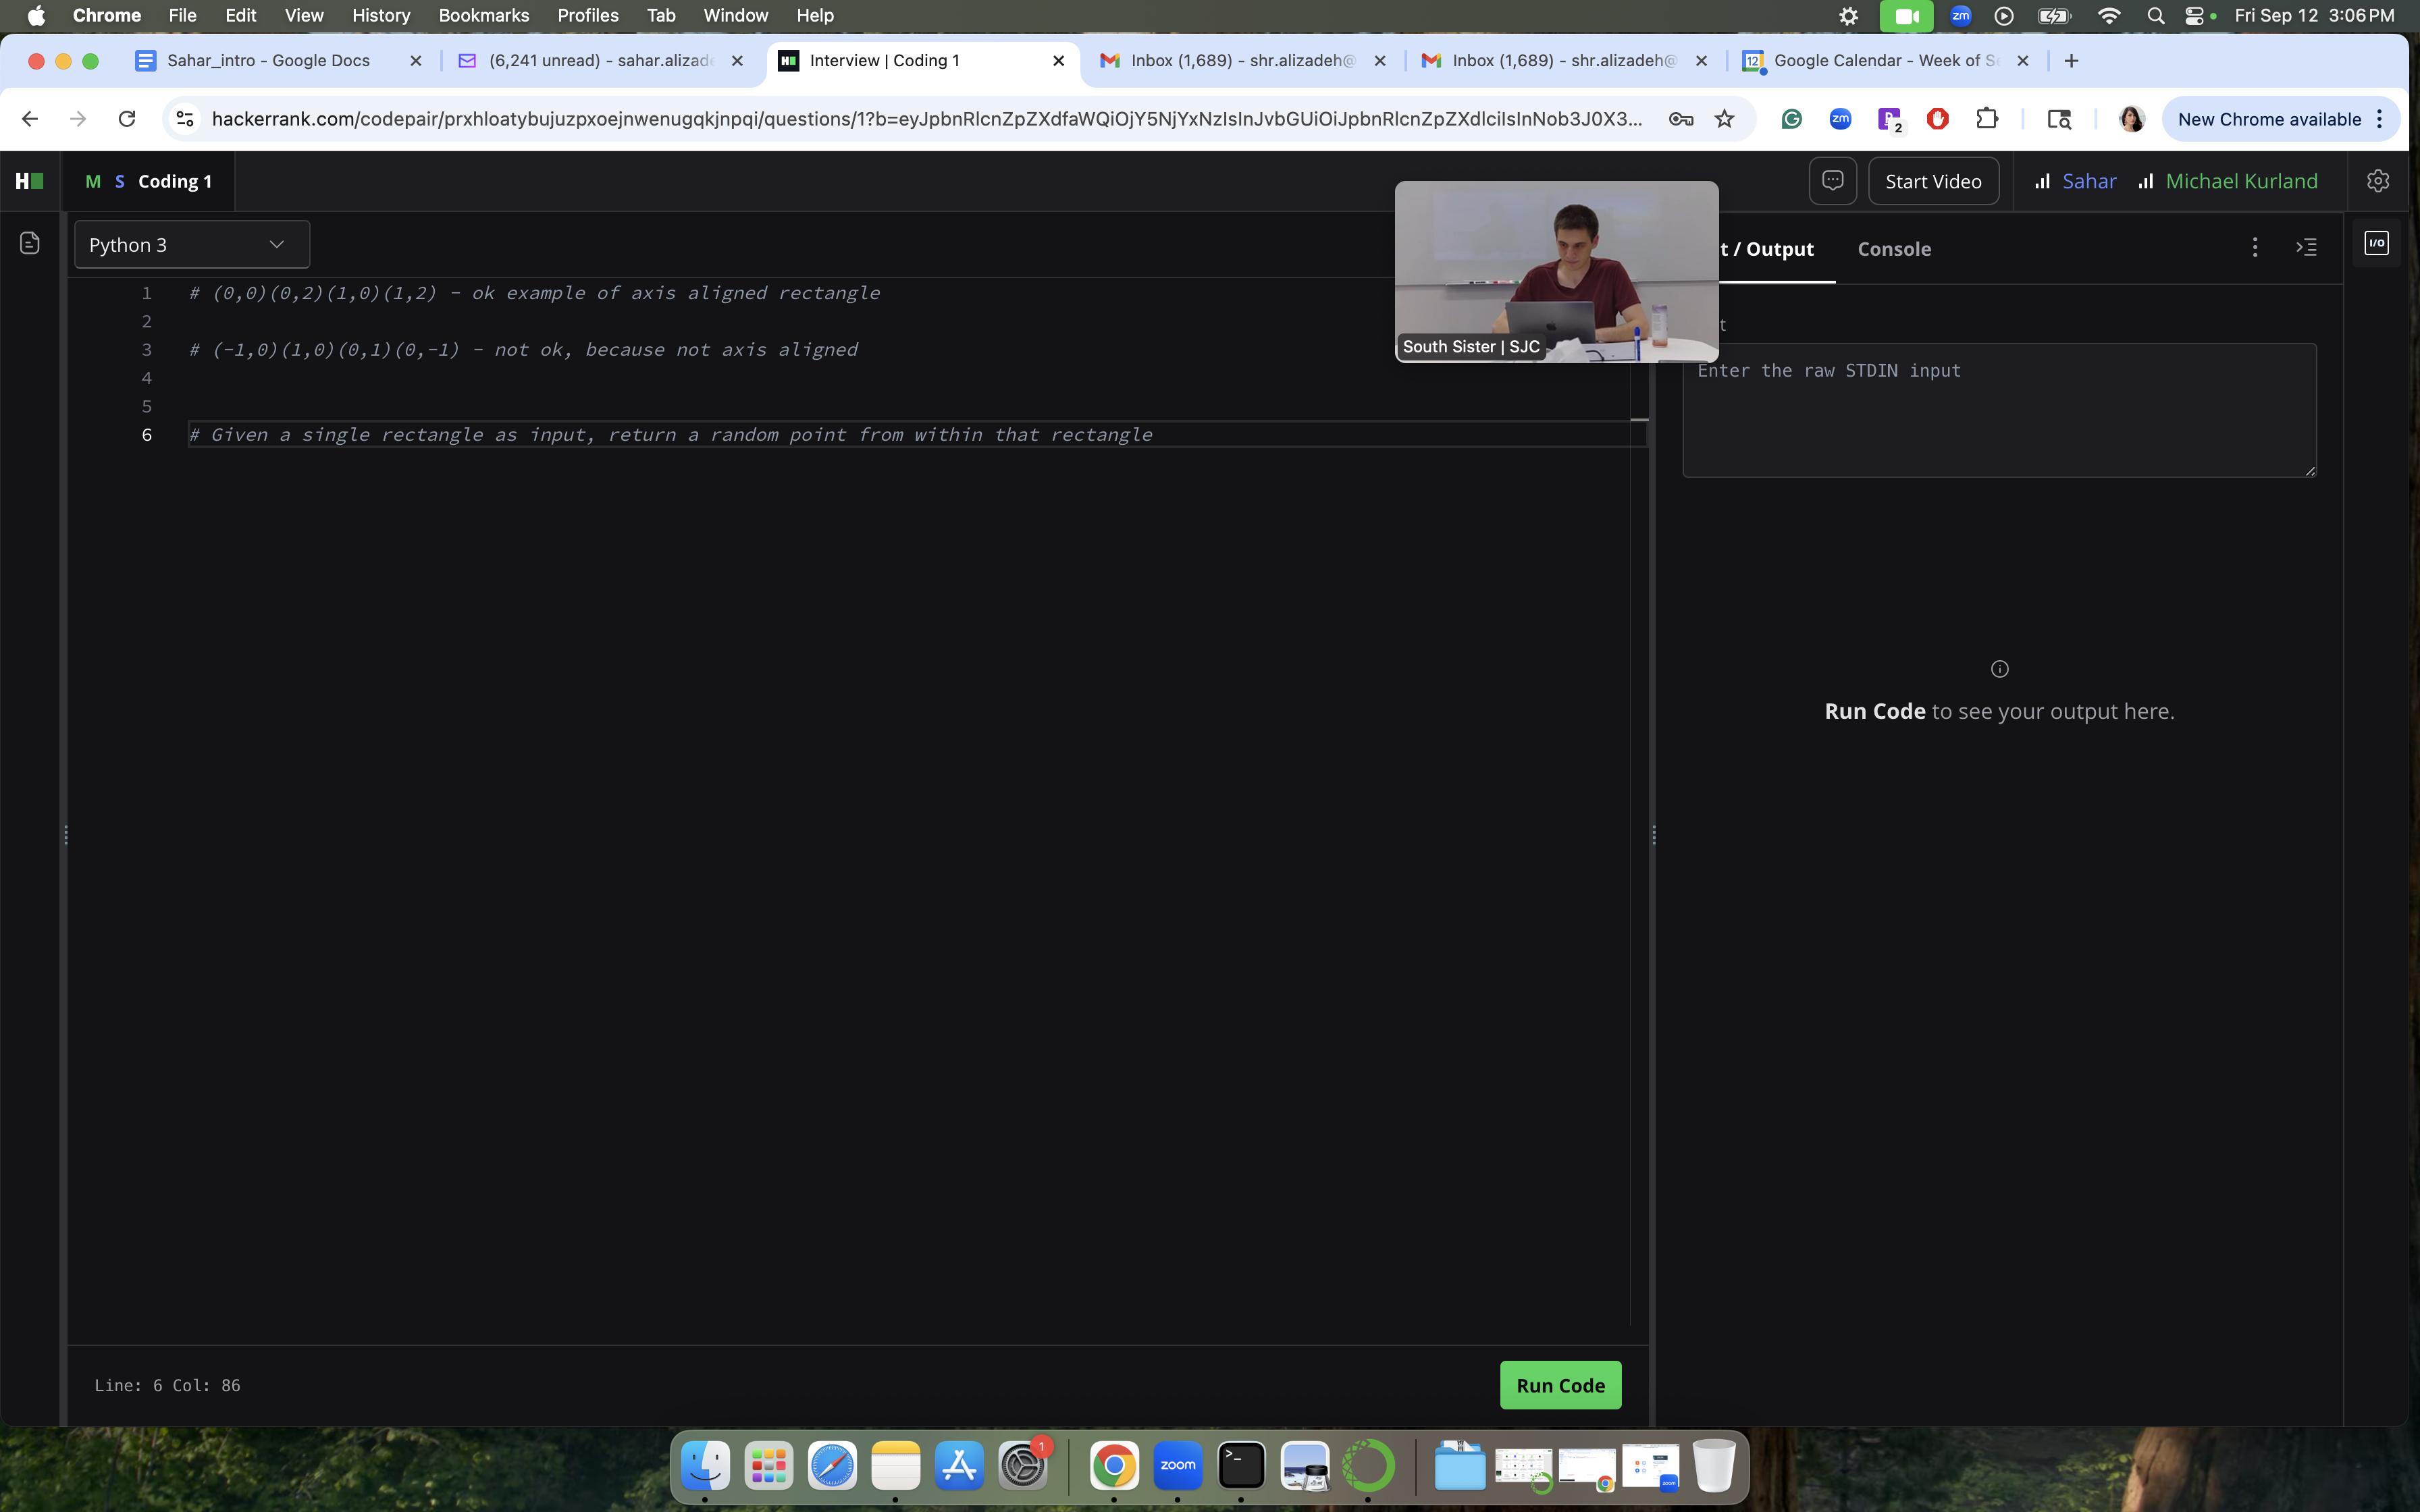 Chrome File Edit View History Bookmarks Profiles Tab Window Help zm Fri Sep 12 3:06 PM
Sahar_intro - Google Docs (6,241 unread) - sahar.alizad Interview | Coding 1 Inbox (1,689) - shr.alizadeh@ Inbox (1,689) - shr.alizadeh@ 12 Google Calendar - Week of S
hackerrank.com/codepair/prxhloatybujuzpxoejnwenugqkjnpqi/questions/1?b=eyJpbnRlcnZpZXdfaWQiOjY5NjYxNzIsInJvbGUiOiJpbnRlcnZpZXdlciIsInNob3J0X3... zm 2 New Chrome available
H M S Coding 1 Start Video Sahar Michael Kurland
Python 3 t / Output Console I/O
1 # (0,0)(0,2)(1,0)(1,2) - ok example of axis aligned rectangle
2
3 # (-1,0)(1,0)(0,1)(0,-1) - not ok, because not axis aligned
4
5
6 # Given a single rectangle as input, return a random point from within that rectangle
South Sister | SJC
t
Enter the raw STDIN input
Run Code to see your output here.
Line: 6 Col: 86 Run Code
1 zoom >_ zoom